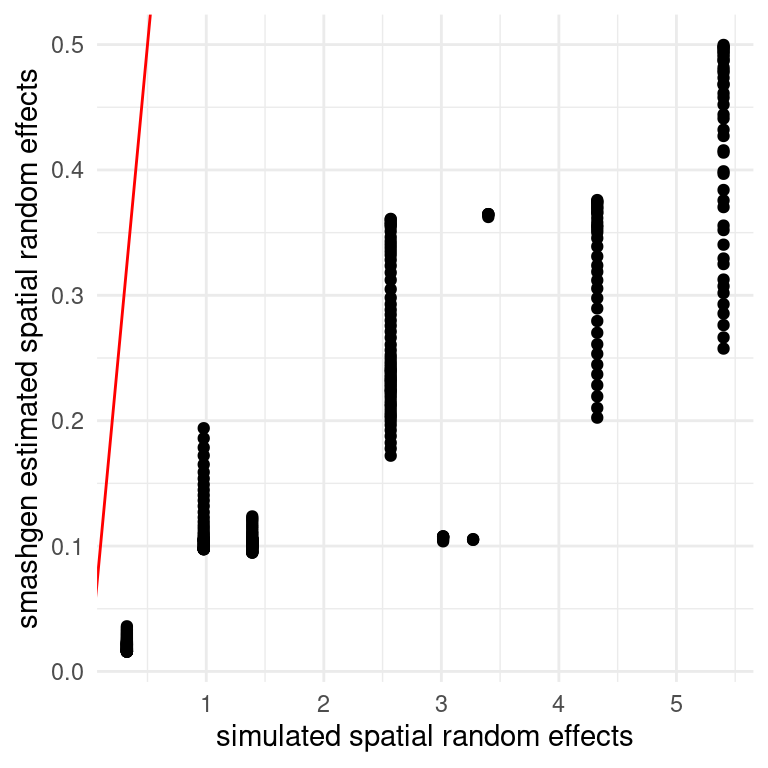 smashgen estimated spatial random effects
0.5
0.4
0.3
0.2
0.1
0.0
1 2 3 4 5
simulated spatial random effects